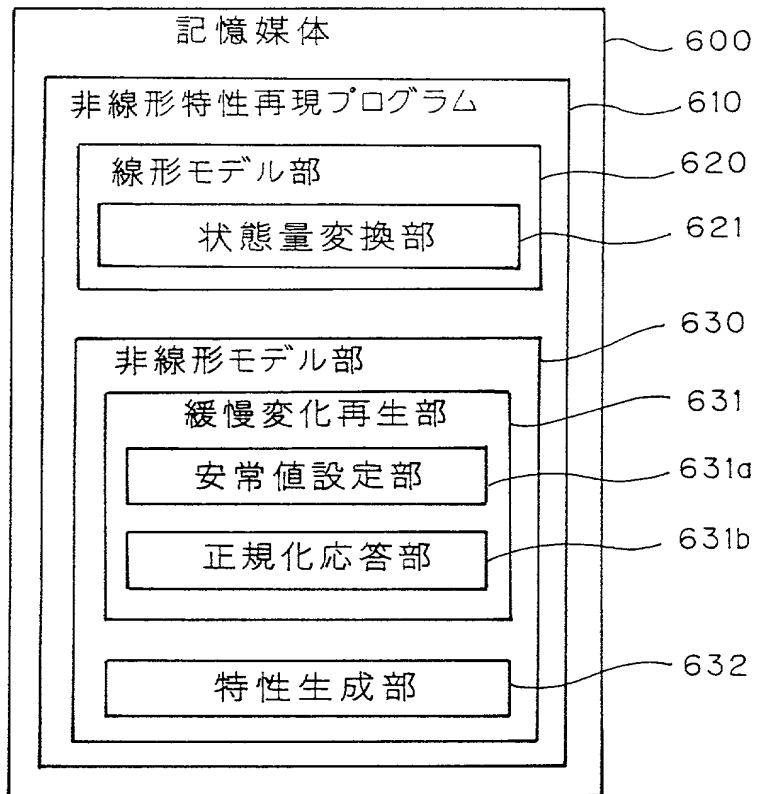 記憶媒体
600
非線形特性再現プログラム
610
線形モデル部
620
状態量変換部
621
非線形モデル部
630
緩慢変化再生部
631
安常値設定部
631a
正規化応答部
631b
特性生成部
632